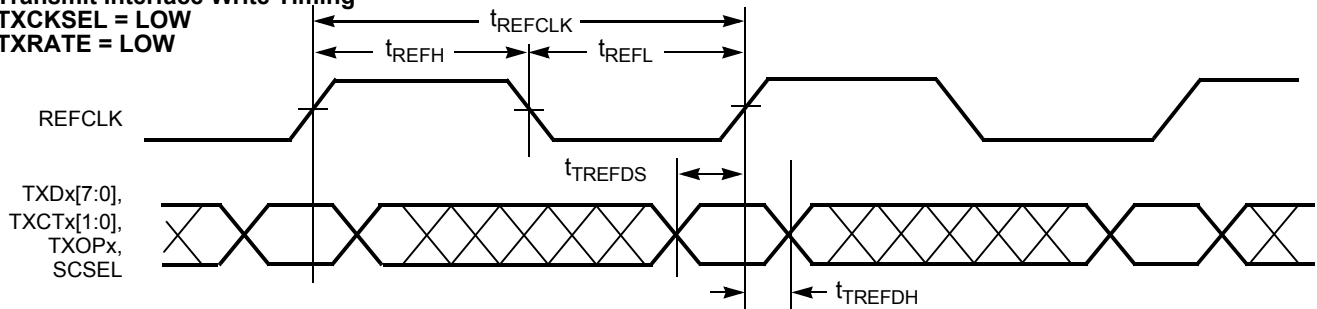 Transmit Interface Write Timing
TXCKSEL = LOW
TXRATE = LOW
tREFCLK
tREFH
tREFL
REFCLK
tTREFDS
TXDx[7:0],
TXCTx[1:0],
TXOPx,
SCSEL
tTREFDH